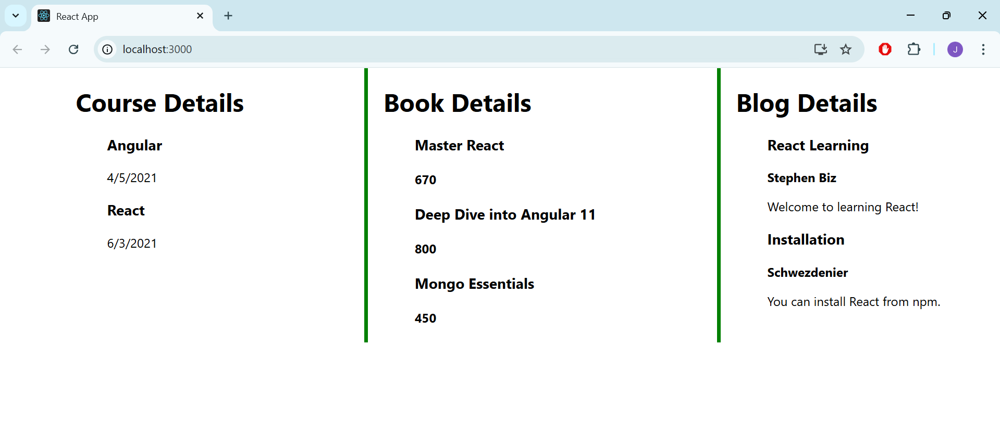 React App
localhost:3000
J
Course Details
Angular
4/5/2021
React
6/3/2021
Book Details
Master React
670
Deep Dive into Angular 11
800
Mongo Essentials
450
Blog Details
React Learning
Stephen Biz
Welcome to learning React!
Installation
Schwezdenier
You can install React from npm.